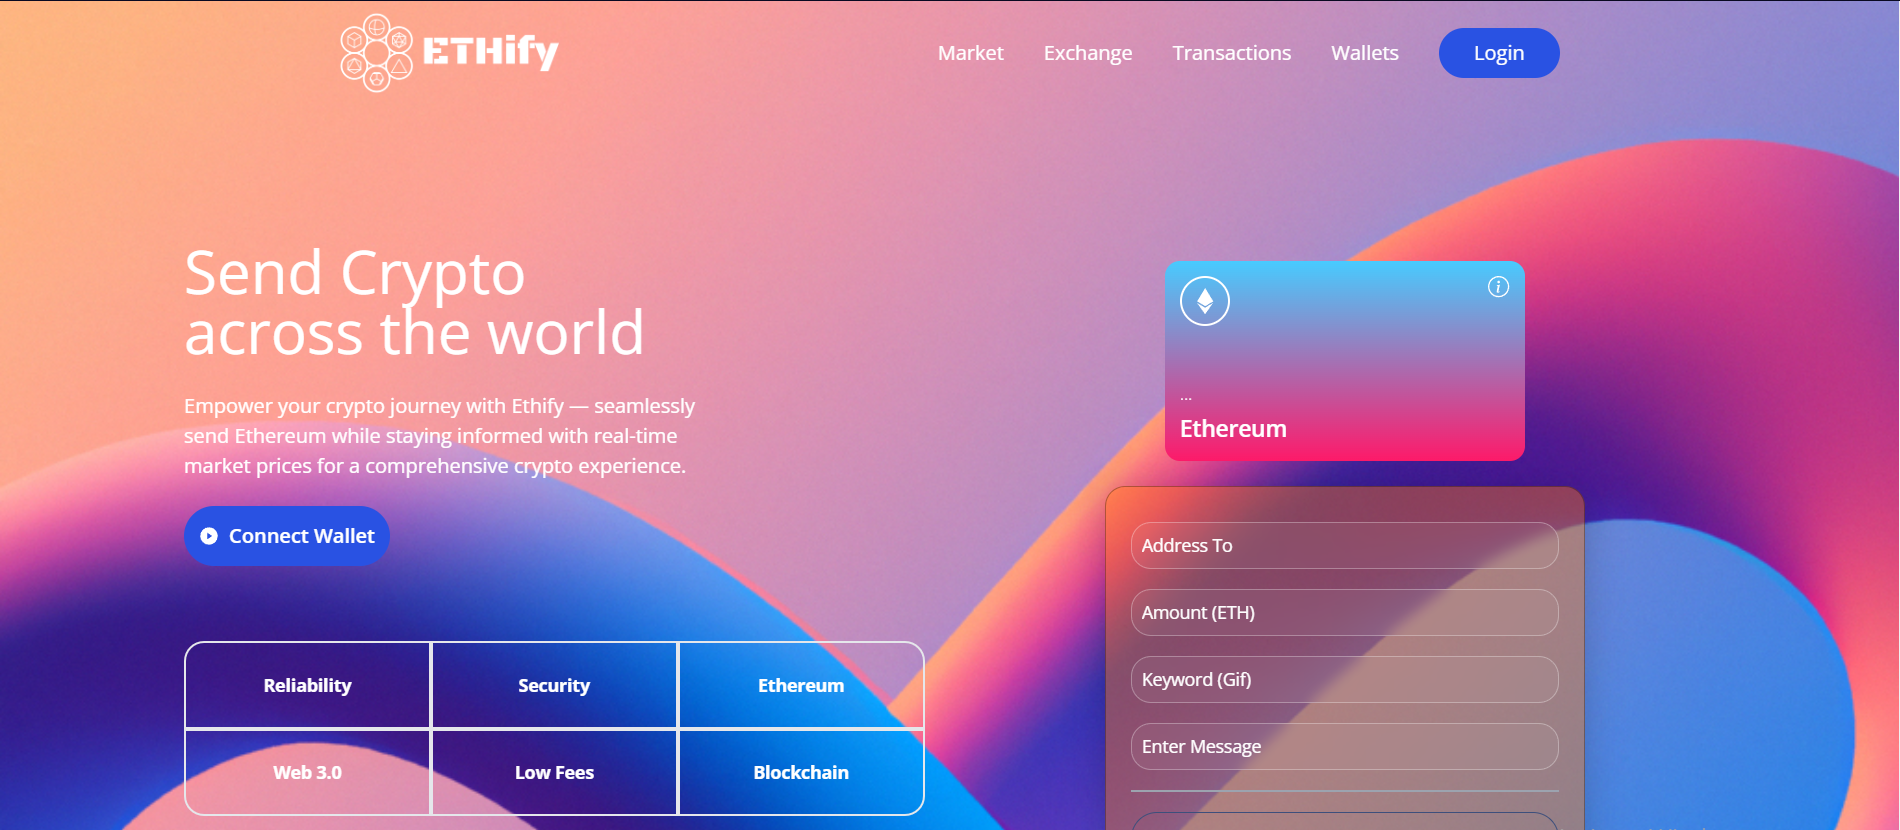 ETHify
Market Exchange Transactions Wallets Login
Send Crypto
across the world
Empower your crypto journey with Ethify — seamlessly
send Ethereum while staying informed with real-time
market prices for a comprehensive crypto experience.
Connect Wallet
Reliability Security Ethereum
Web 3.0 Low Fees Blockchain
i
...
Ethereum
Address To
Amount (ETH)
Keyword (Gif)
Enter Message